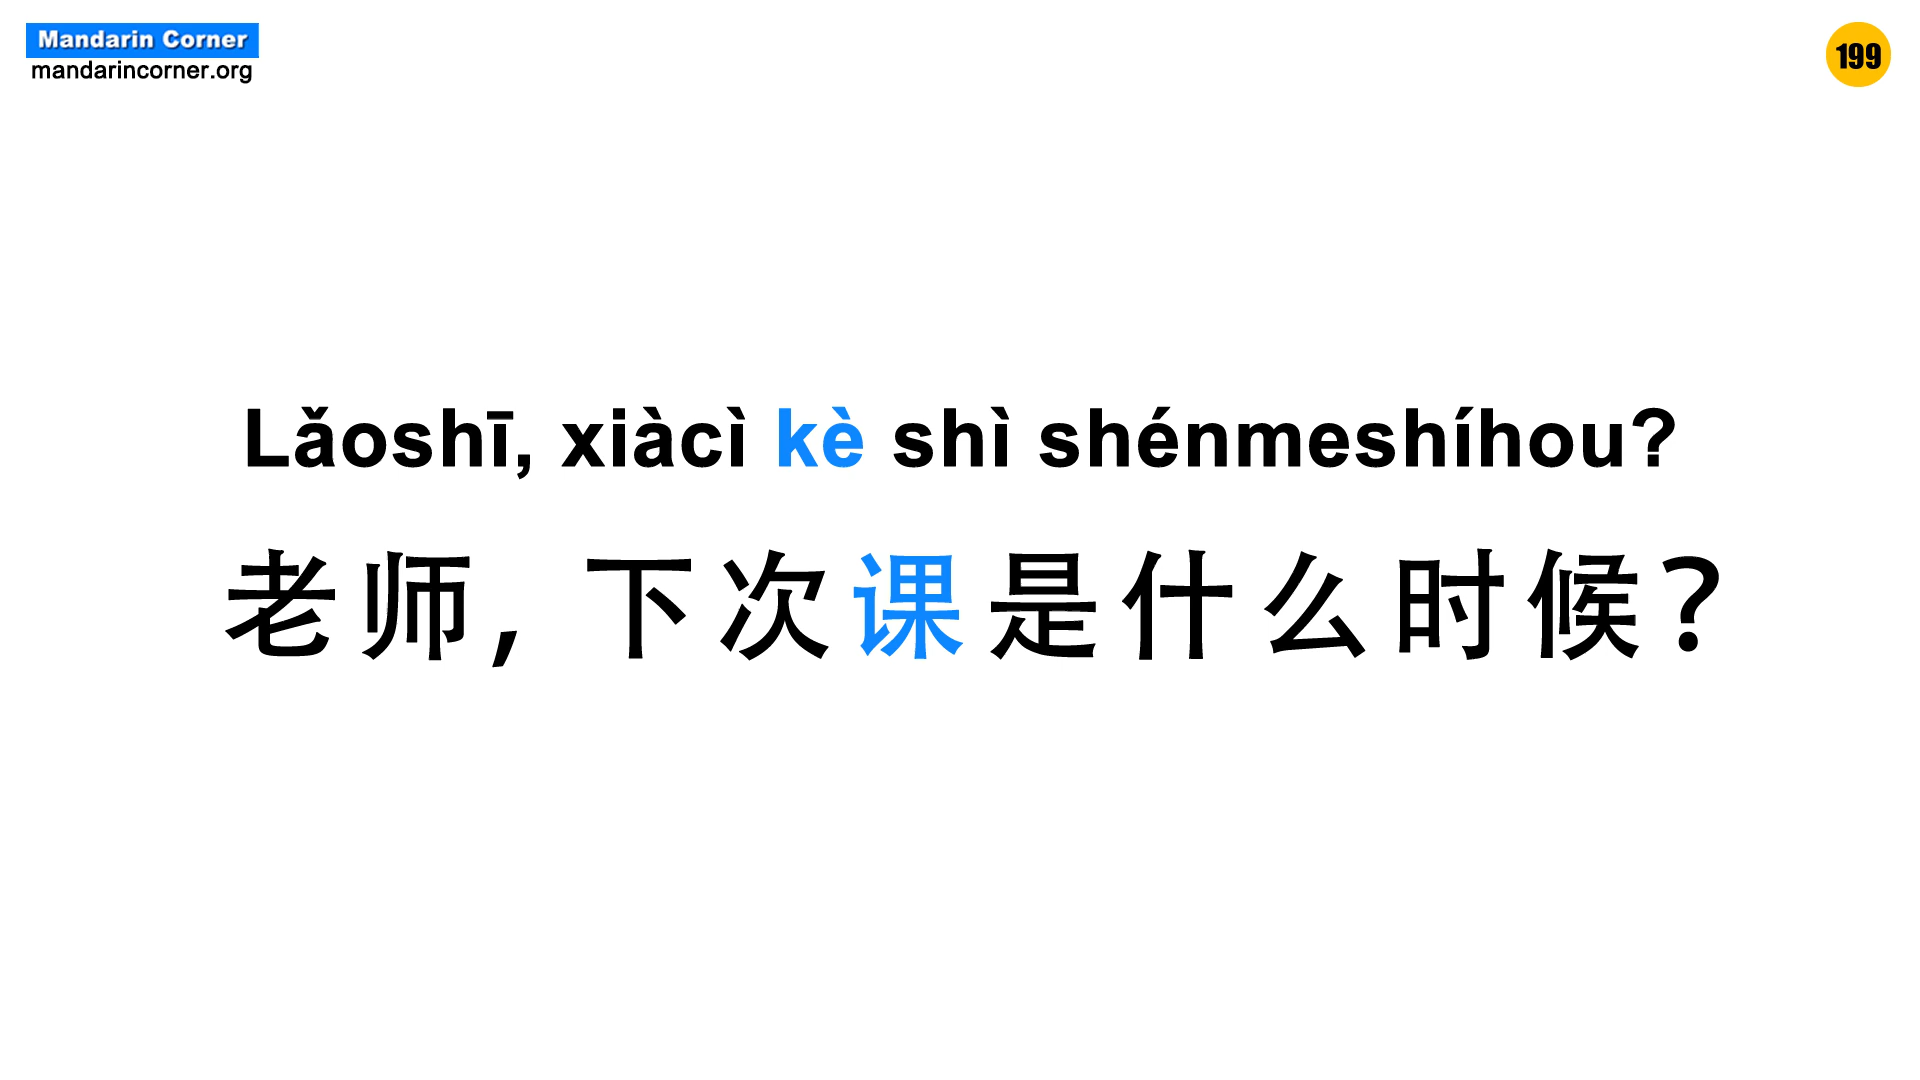 Mandarin Corner
mandarincorner.org
199
Lǎoshī, xiàcì kè shì shénmeshíhou?
老师, 下次课是什么时候?